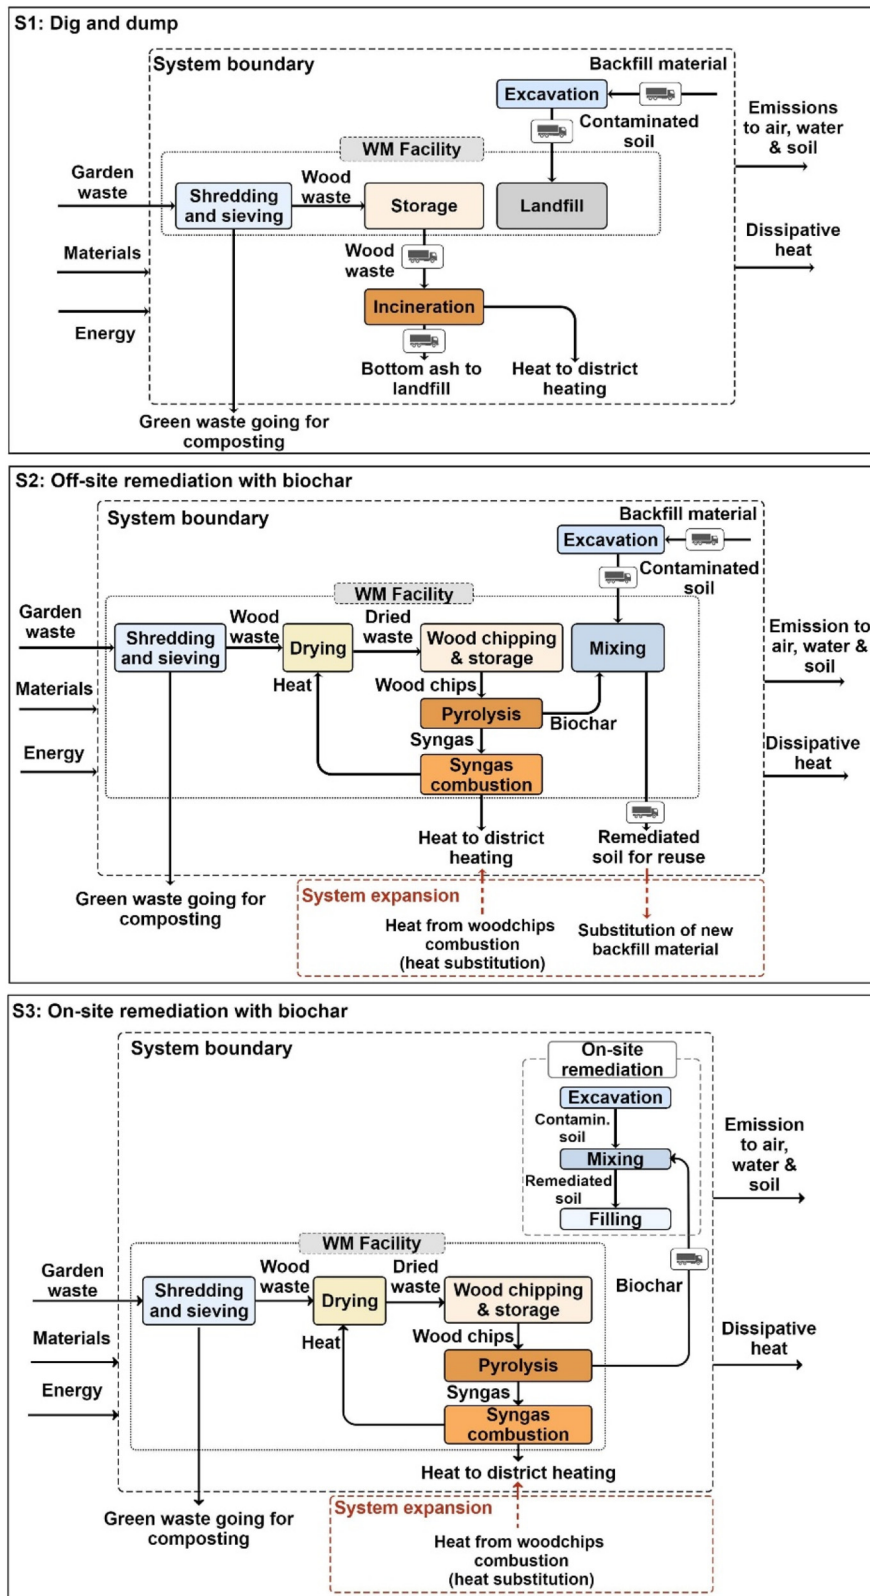 S1: Dig and dump
System boundary
Backfill material
Excavation
Contaminated
soil
Emissions
to air, water
& soil
WM Facility
Garden
waste
Shredding
and sieving
Wood
waste
Storage
Landfill
Materials
Wood
waste
Dissipative
heat
Energy
Incineration
Bottom ash to
landfill
Heat to district
heating
Green waste going for
composting
S2: Off-site remediation with biochar
System boundary
Backfill material
Excavation
Contaminated
soil
WM Facility
Garden
waste
Shredding
and sieving
Wood
waste
Drying
Dried
waste
Wood chipping
& storage
Mixing
Emission to
air, water &
soil
Materials
Heat
Wood chips
Pyrolysis
Biochar
Energy
Syngas
Syngas
combustion
Dissipative
heat
Heat to district
heating
Remediated
soil for reuse
Green waste going for
composting
System expansion
Heat from woodchips
combustion
(heat substitution)
Substitution of new
backfill material
S3: On-site remediation with biochar
System boundary
On-site
remediation
Excavation
Contamin.
soil
Mixing
Remediated
soil
Filling
Emission
to air,
water &
soil
WM Facility
Garden
waste
Shredding
and sieving
Wood
waste
Drying
Dried
waste
Wood chipping
& storage
Biochar
Materials
Heat
Wood chips
Pyrolysis
Dissipative
heat
Energy
Syngas
Syngas
combustion
Heat to district heating
Green waste going for
composting
System expansion
Heat from woodchips
combustion
(heat substitution)